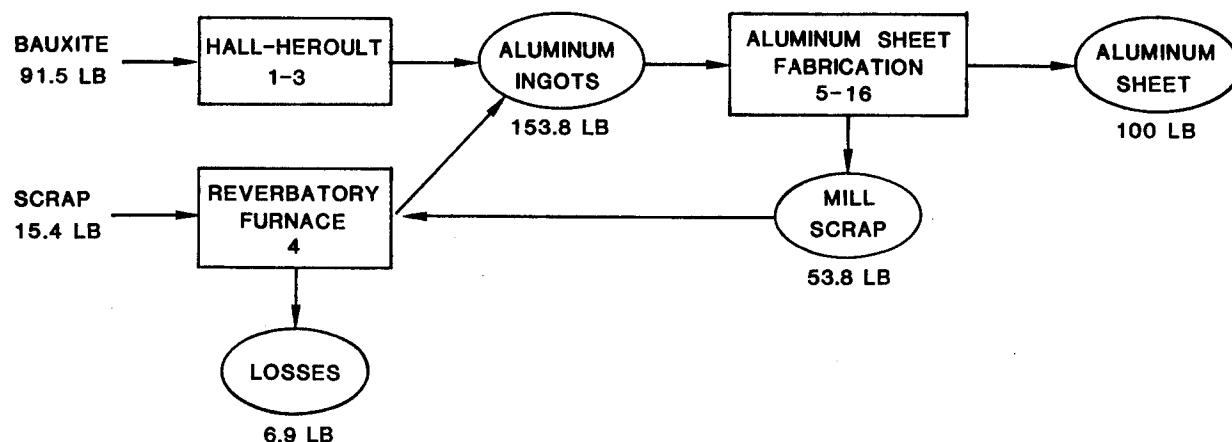 BAUXITE
91.5 LB
HALL-HEROULT
1-3
ALUMINUM
INGOTS
153.8 LB
ALUMINUM SHEET
FABRICATION
5-16
ALUMINUM
SHEET
100 LB
SCRAP
15.4 LB
REVERBATORY
FURNACE
4
MILL
SCRAP
53.8 LB
LOSSES
6.9 LB